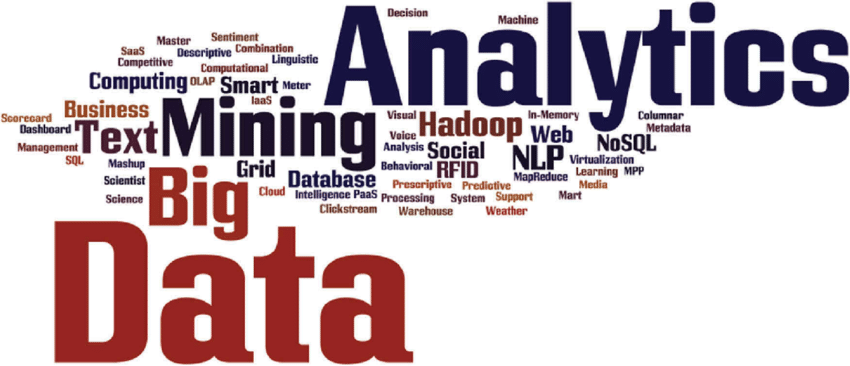 Decision
Machine
Analytics
Master
Sentiment
SaaS
Descriptive
Combination
Competitive
Linguistic
Computational
Computing
OLAP
Smart
Meter
IaaS
Business
Mining
Scorecard
Dashboard
Text
Visual
Hadoop
In-Memory
Columnar
Voice
Web
Metadata
Management
Analysis
Social
NoSQL
SQL
Mashup
Grid
Behavioral
RFID
NLP
Virtualization
Scientist
Big
Database
MapReduce
Learning
MPP
Cloud
Prescriptive
Predictive
Media
Science
Intelligence
PaaS
Processing
System
Support
Mart
Clickstream
Warehouse
Weather
Data